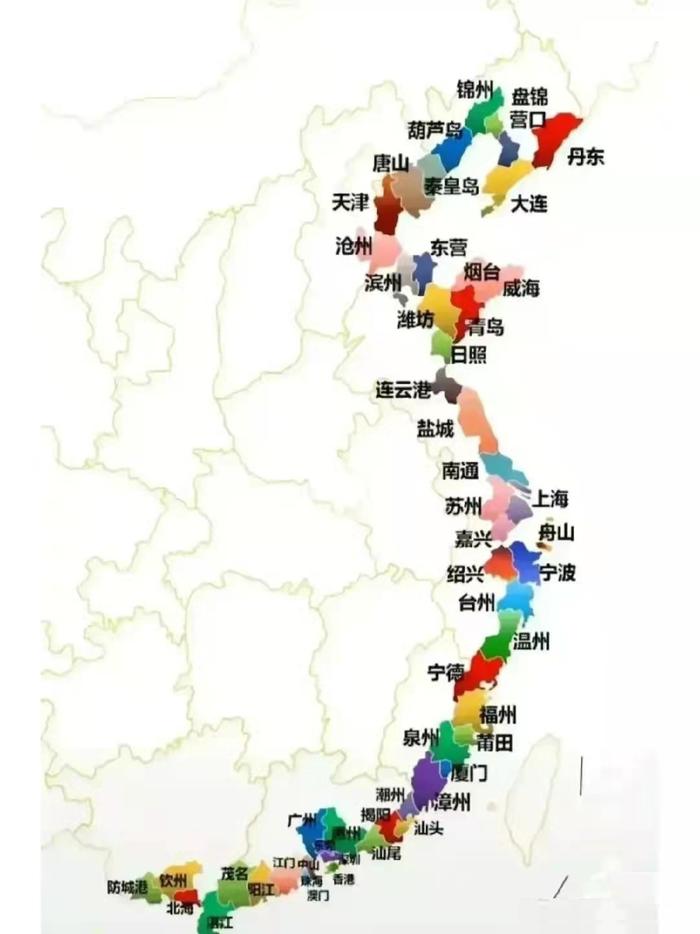 锦州
盘锦
营口
葫芦岛
丹东
唐山
秦皇岛
天津
大连
沧州
东营
滨州
烟台
威海
潍坊
青岛
日照
连云港
盐城
南通
苏州
上海
嘉兴
舟山
绍兴
宁波
台州
温州
宁德
福州
泉州
莆田
厦门
漳州
潮州
揭阳
汕头
广州
惠州
东莞
深圳
汕尾
江门
中山
珠海
香港
澳门
茂名
阳江
防城港
钦州
北海
湛江